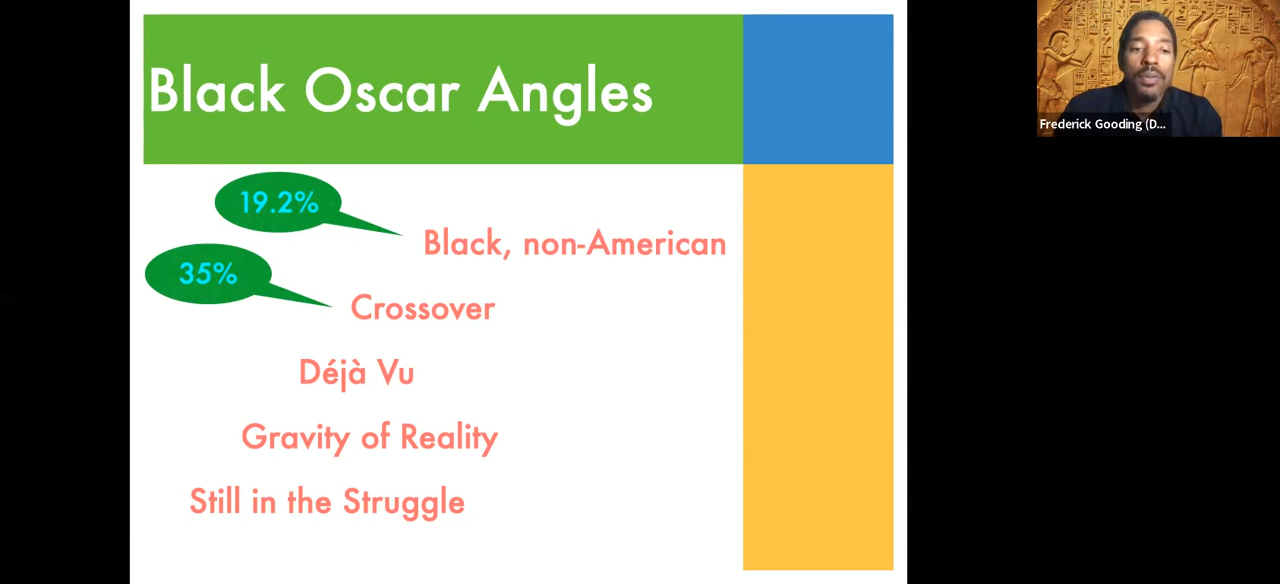 Black Oscar Angles
19.2%
Black, non-American
35%
Crossover
Déjà Vu
Gravity of Reality
Still in the Struggle
Frederick Gooding (D...